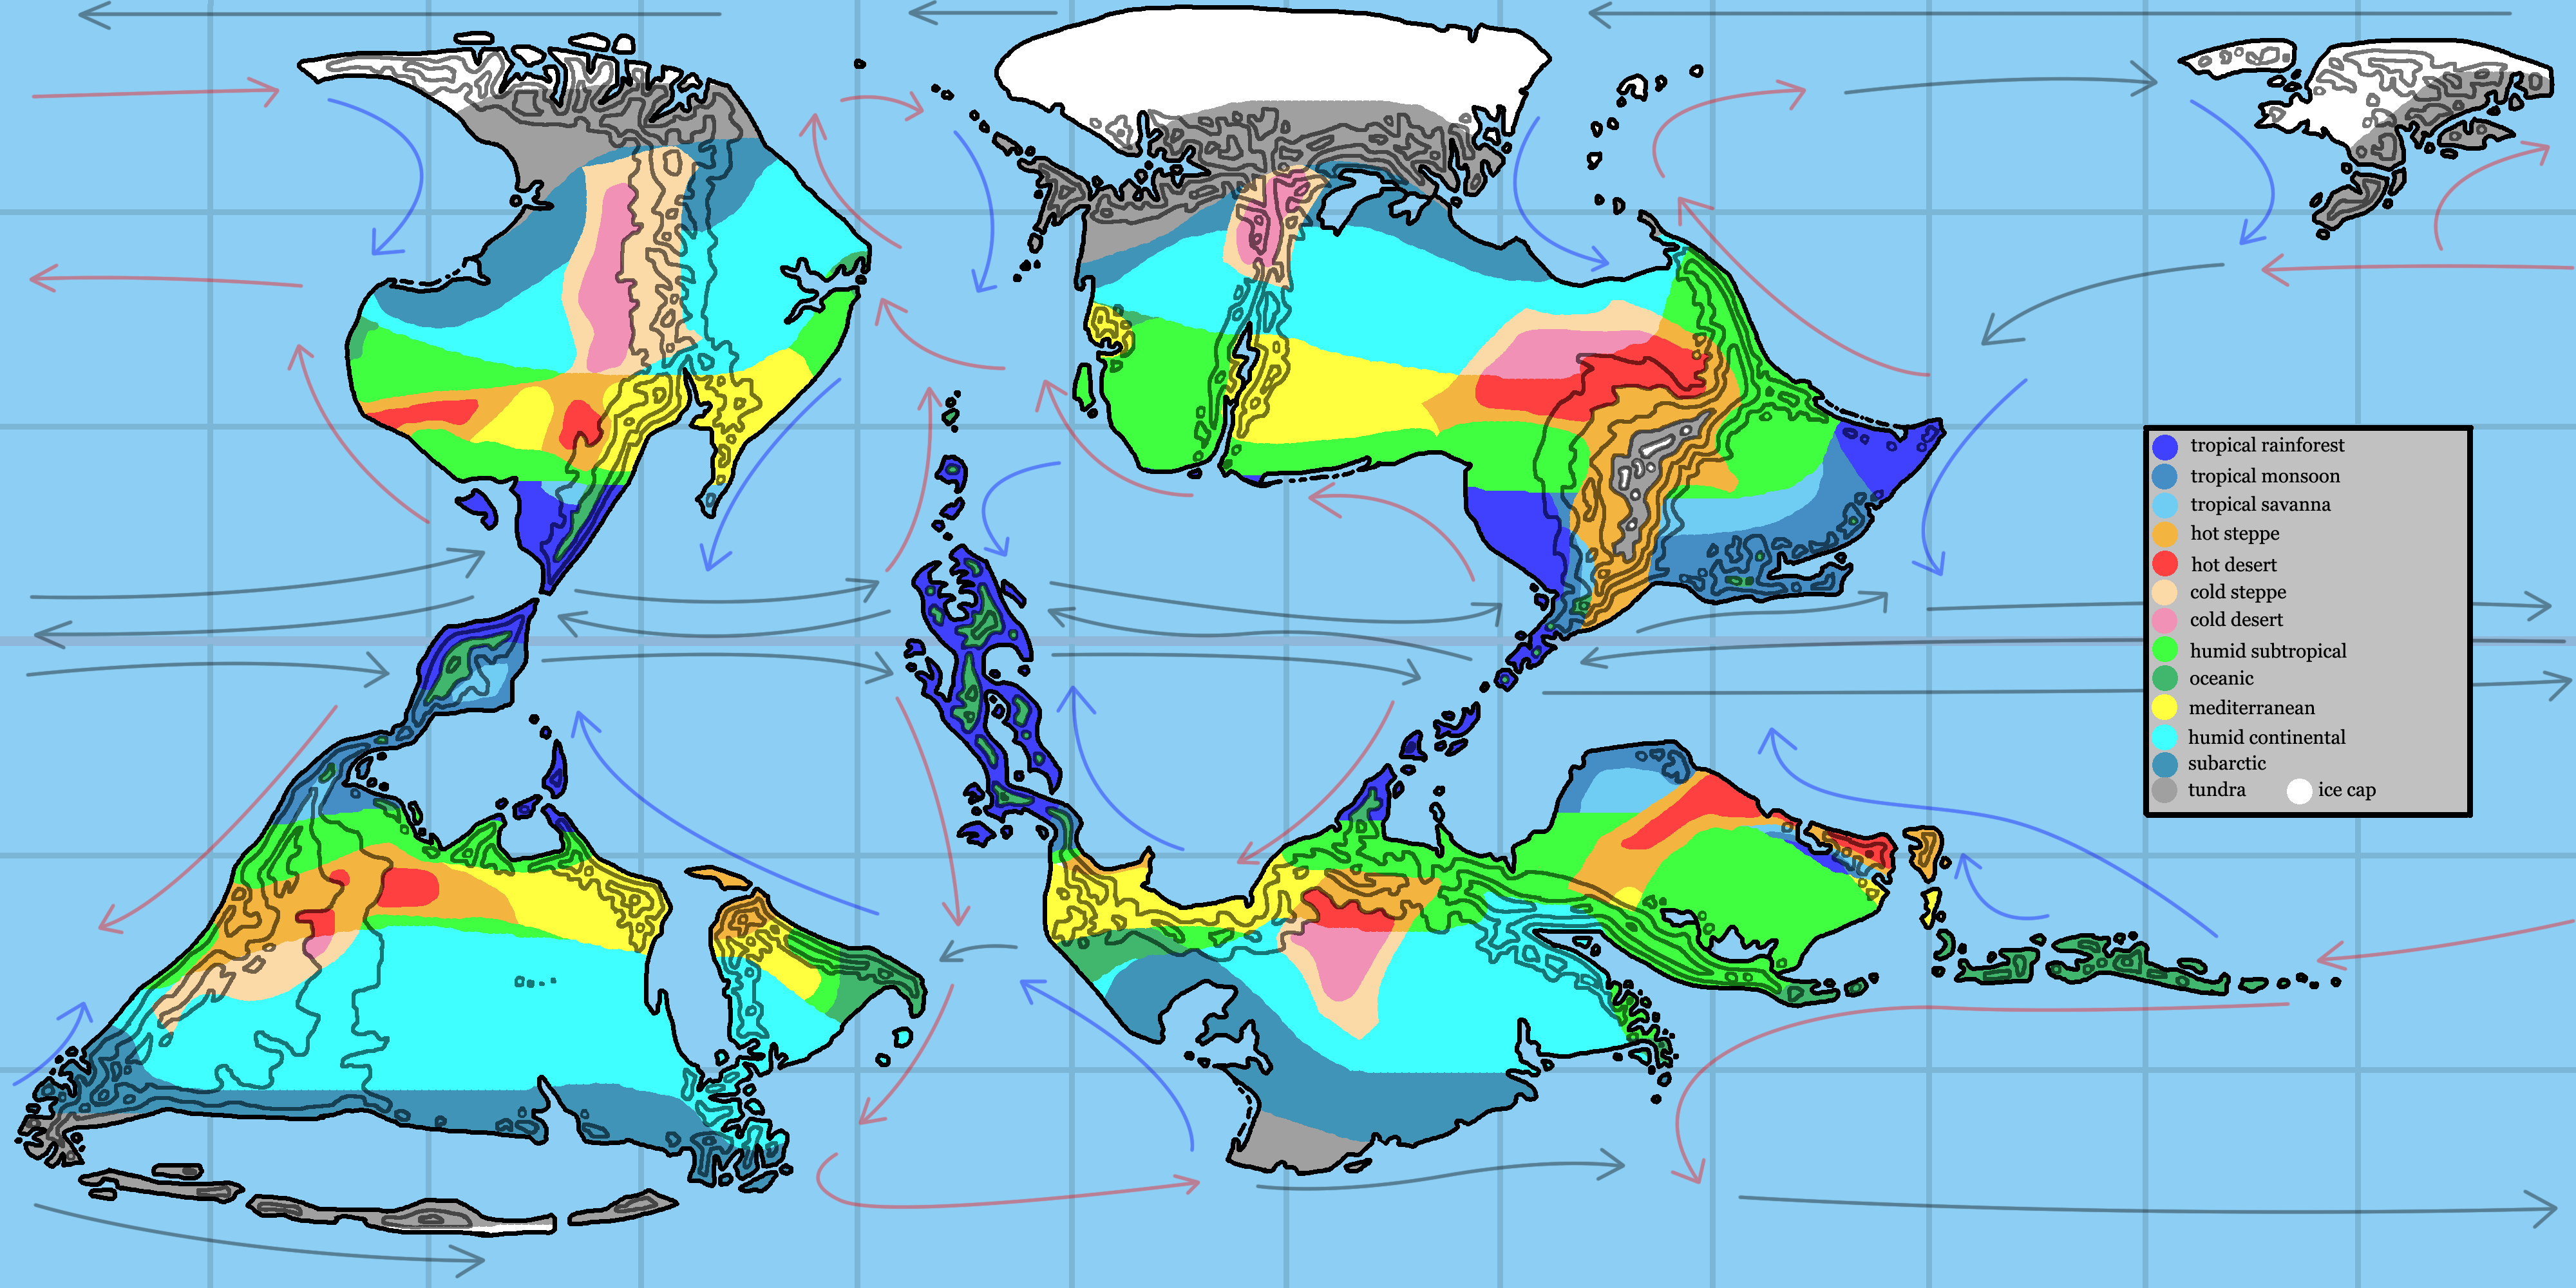 tropical rainforest
tropical monsoon
tropical savanna
hot steppe
hot desert
cold steppe
cold desert
humid subtropical
oceanic
mediterranean
humid continental
subarctic
tundra ice cap